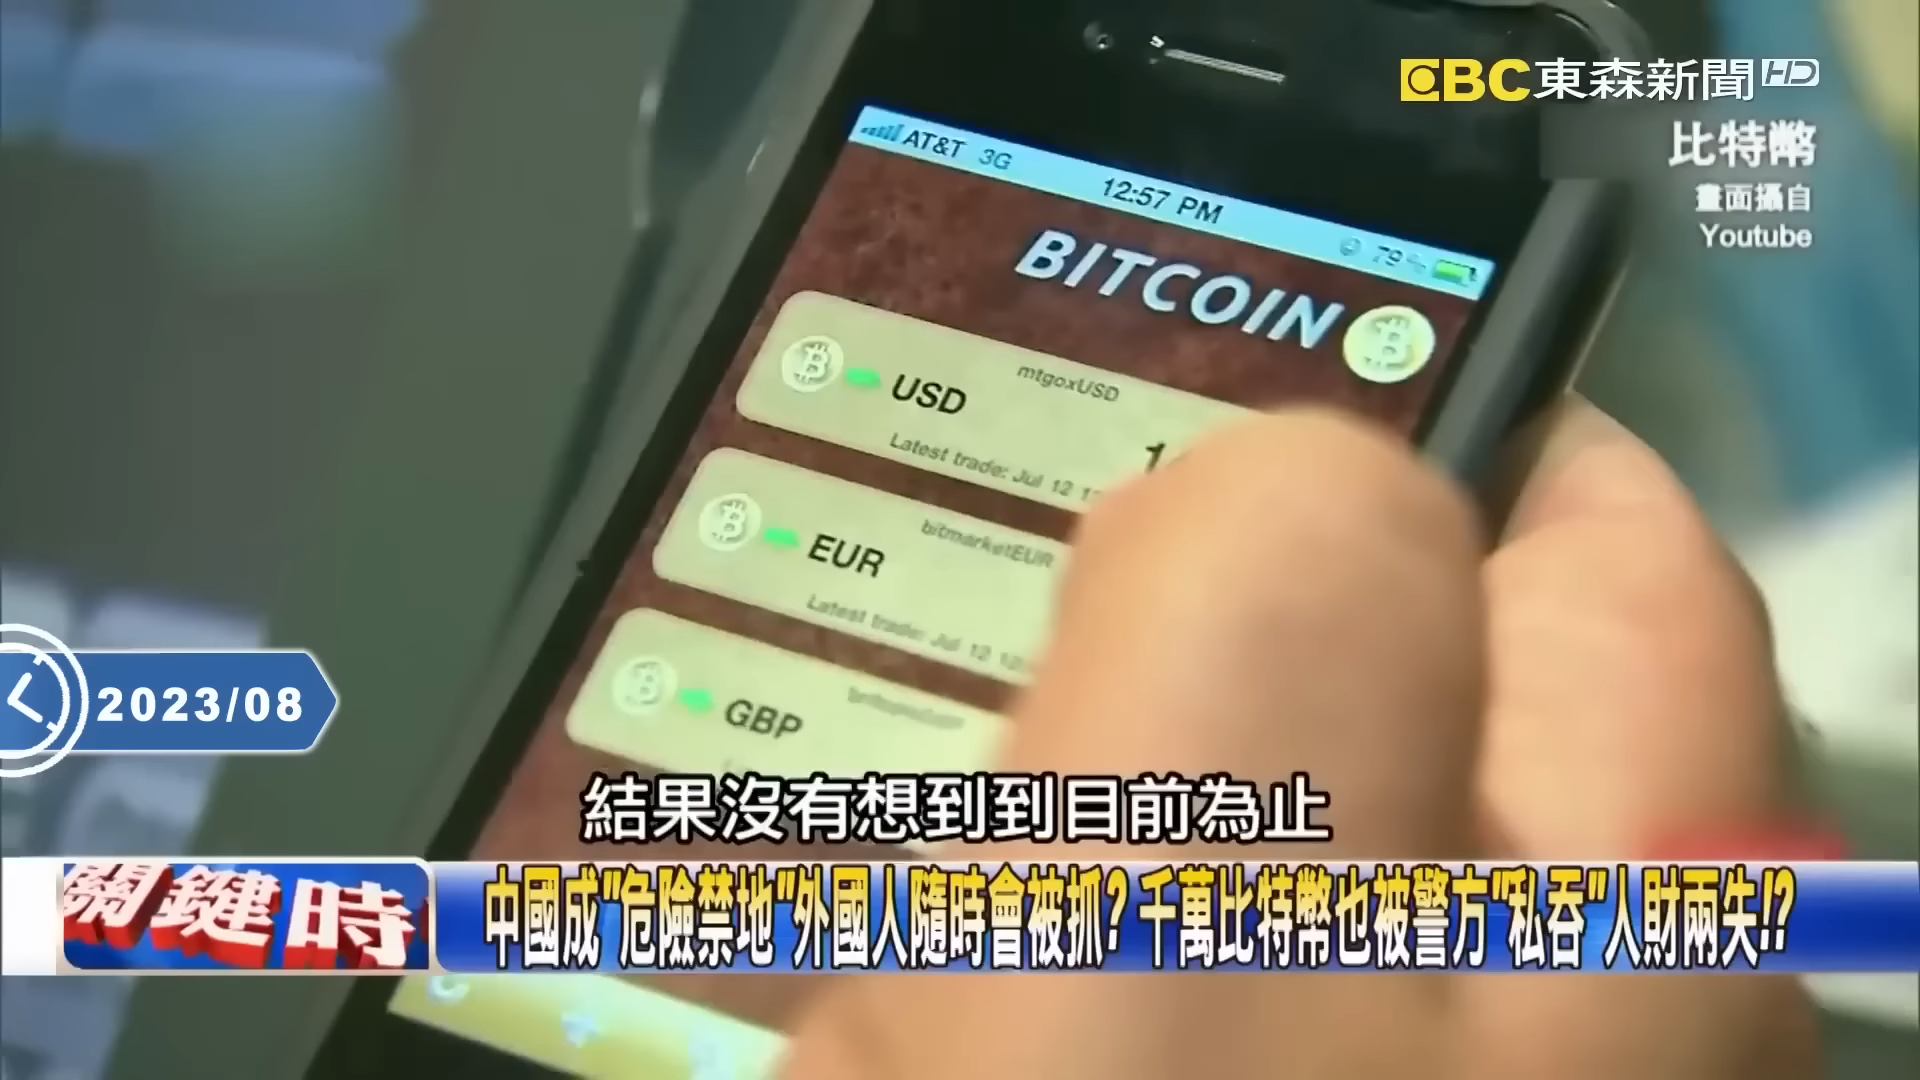 EBC東森新聞HD
比特幣
畫面攝自
Youtube
AT&T 3G
12:57 PM
79%
BITCOIN
mtgoxUSD
USD
Latest trade: Jul 12
bitmarketEUR
EUR
Latest trade: Jul 12
GBP
2023/08
結果沒有想到到目前為止
關鍵時
中國成"危險禁地"外國人隨時會被抓?千萬比特幣也被警方"私吞"人財兩失!?